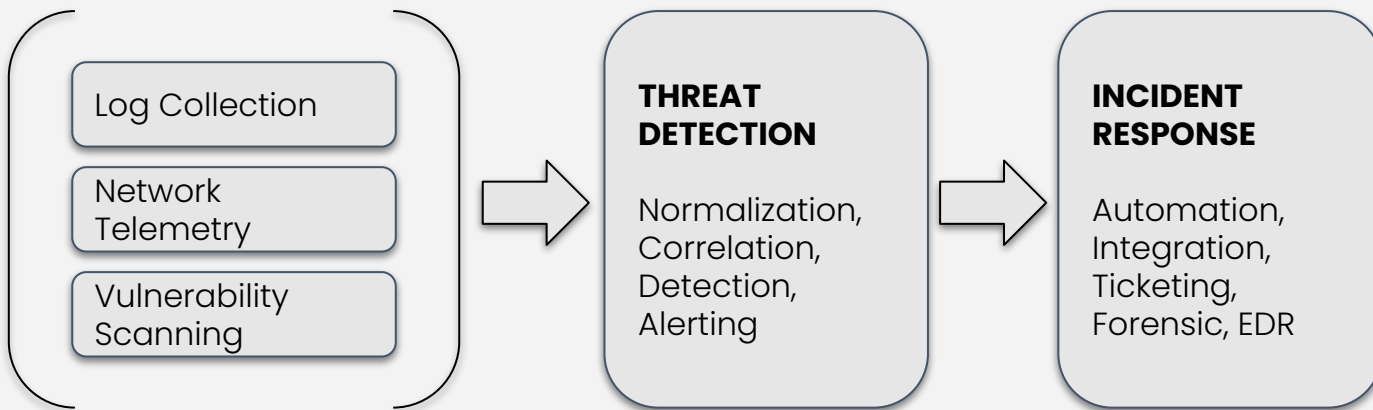 Log Collection
Network
Telemetry
Vulnerability
Scanning
THREAT
DETECTION
Normalization,
Correlation,
Detection,
Alerting
INCIDENT
RESPONSE
Automation,
Integration,
Ticketing,
Forensic, EDR